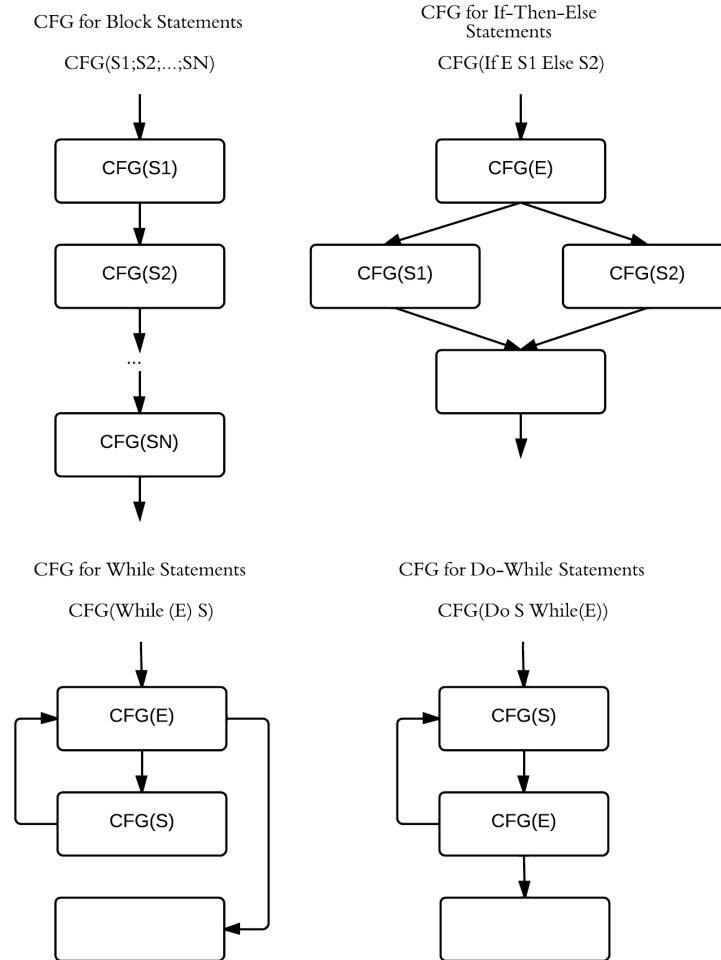 CFG for Block Statements
CFG(S1;S2;...;SN)
CFG(S1)
CFG(S2)
...
CFG(SN)
CFG for If-Then-Else
Statements
CFG(If E S1 Else S2)
CFG(E)
CFG(S1)
CFG(S2)
CFG for While Statements
CFG(While (E) S)
CFG(E)
CFG(S)
CFG for Do-While Statements
CFG(Do S While(E))
CFG(S)
CFG(E)